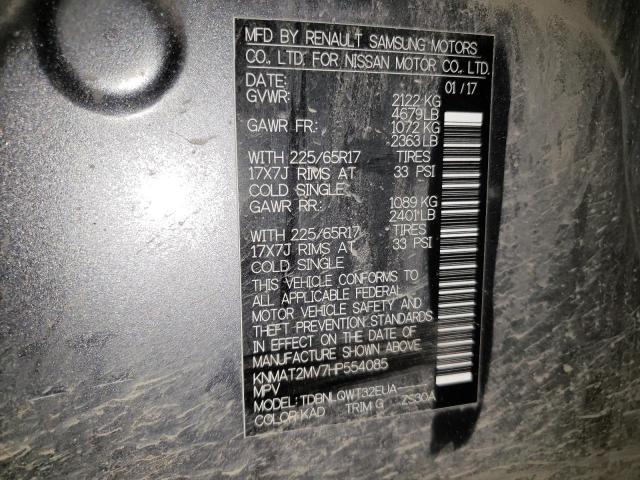 MFD BY RENAULT SAMSUNG MOTORS
CO., LTD. FOR NISSAN MOTOR CO., LTD.
DATE: 01 / 17
GVWR: 2122 KG
4679 LB
GAWR FR: 1072 KG
2363 LB
WITH 225/65R17 TIRES
17X7J RIMS AT 33 PSI
COLD SINGLE
GAWR RR: 1089 KG
2401 LB
WITH 225/65R17 TIRES
17X7J RIMS AT 33 PSI
COLD SINGLE
THIS VEHICLE CONFORMS TO
ALL APPLICABLE FEDERAL
MOTOR VEHICLE SAFETY AND
THEFT PREVENTION STANDARDS
IN EFFECT ON THE DATE OF
MANUFACTURE SHOWN ABOVE.
KNMAT2MV7HP554085
MPV
MODEL: TDBNLQWT32EUA-----
COLOR KAD TRIM G ZS30A